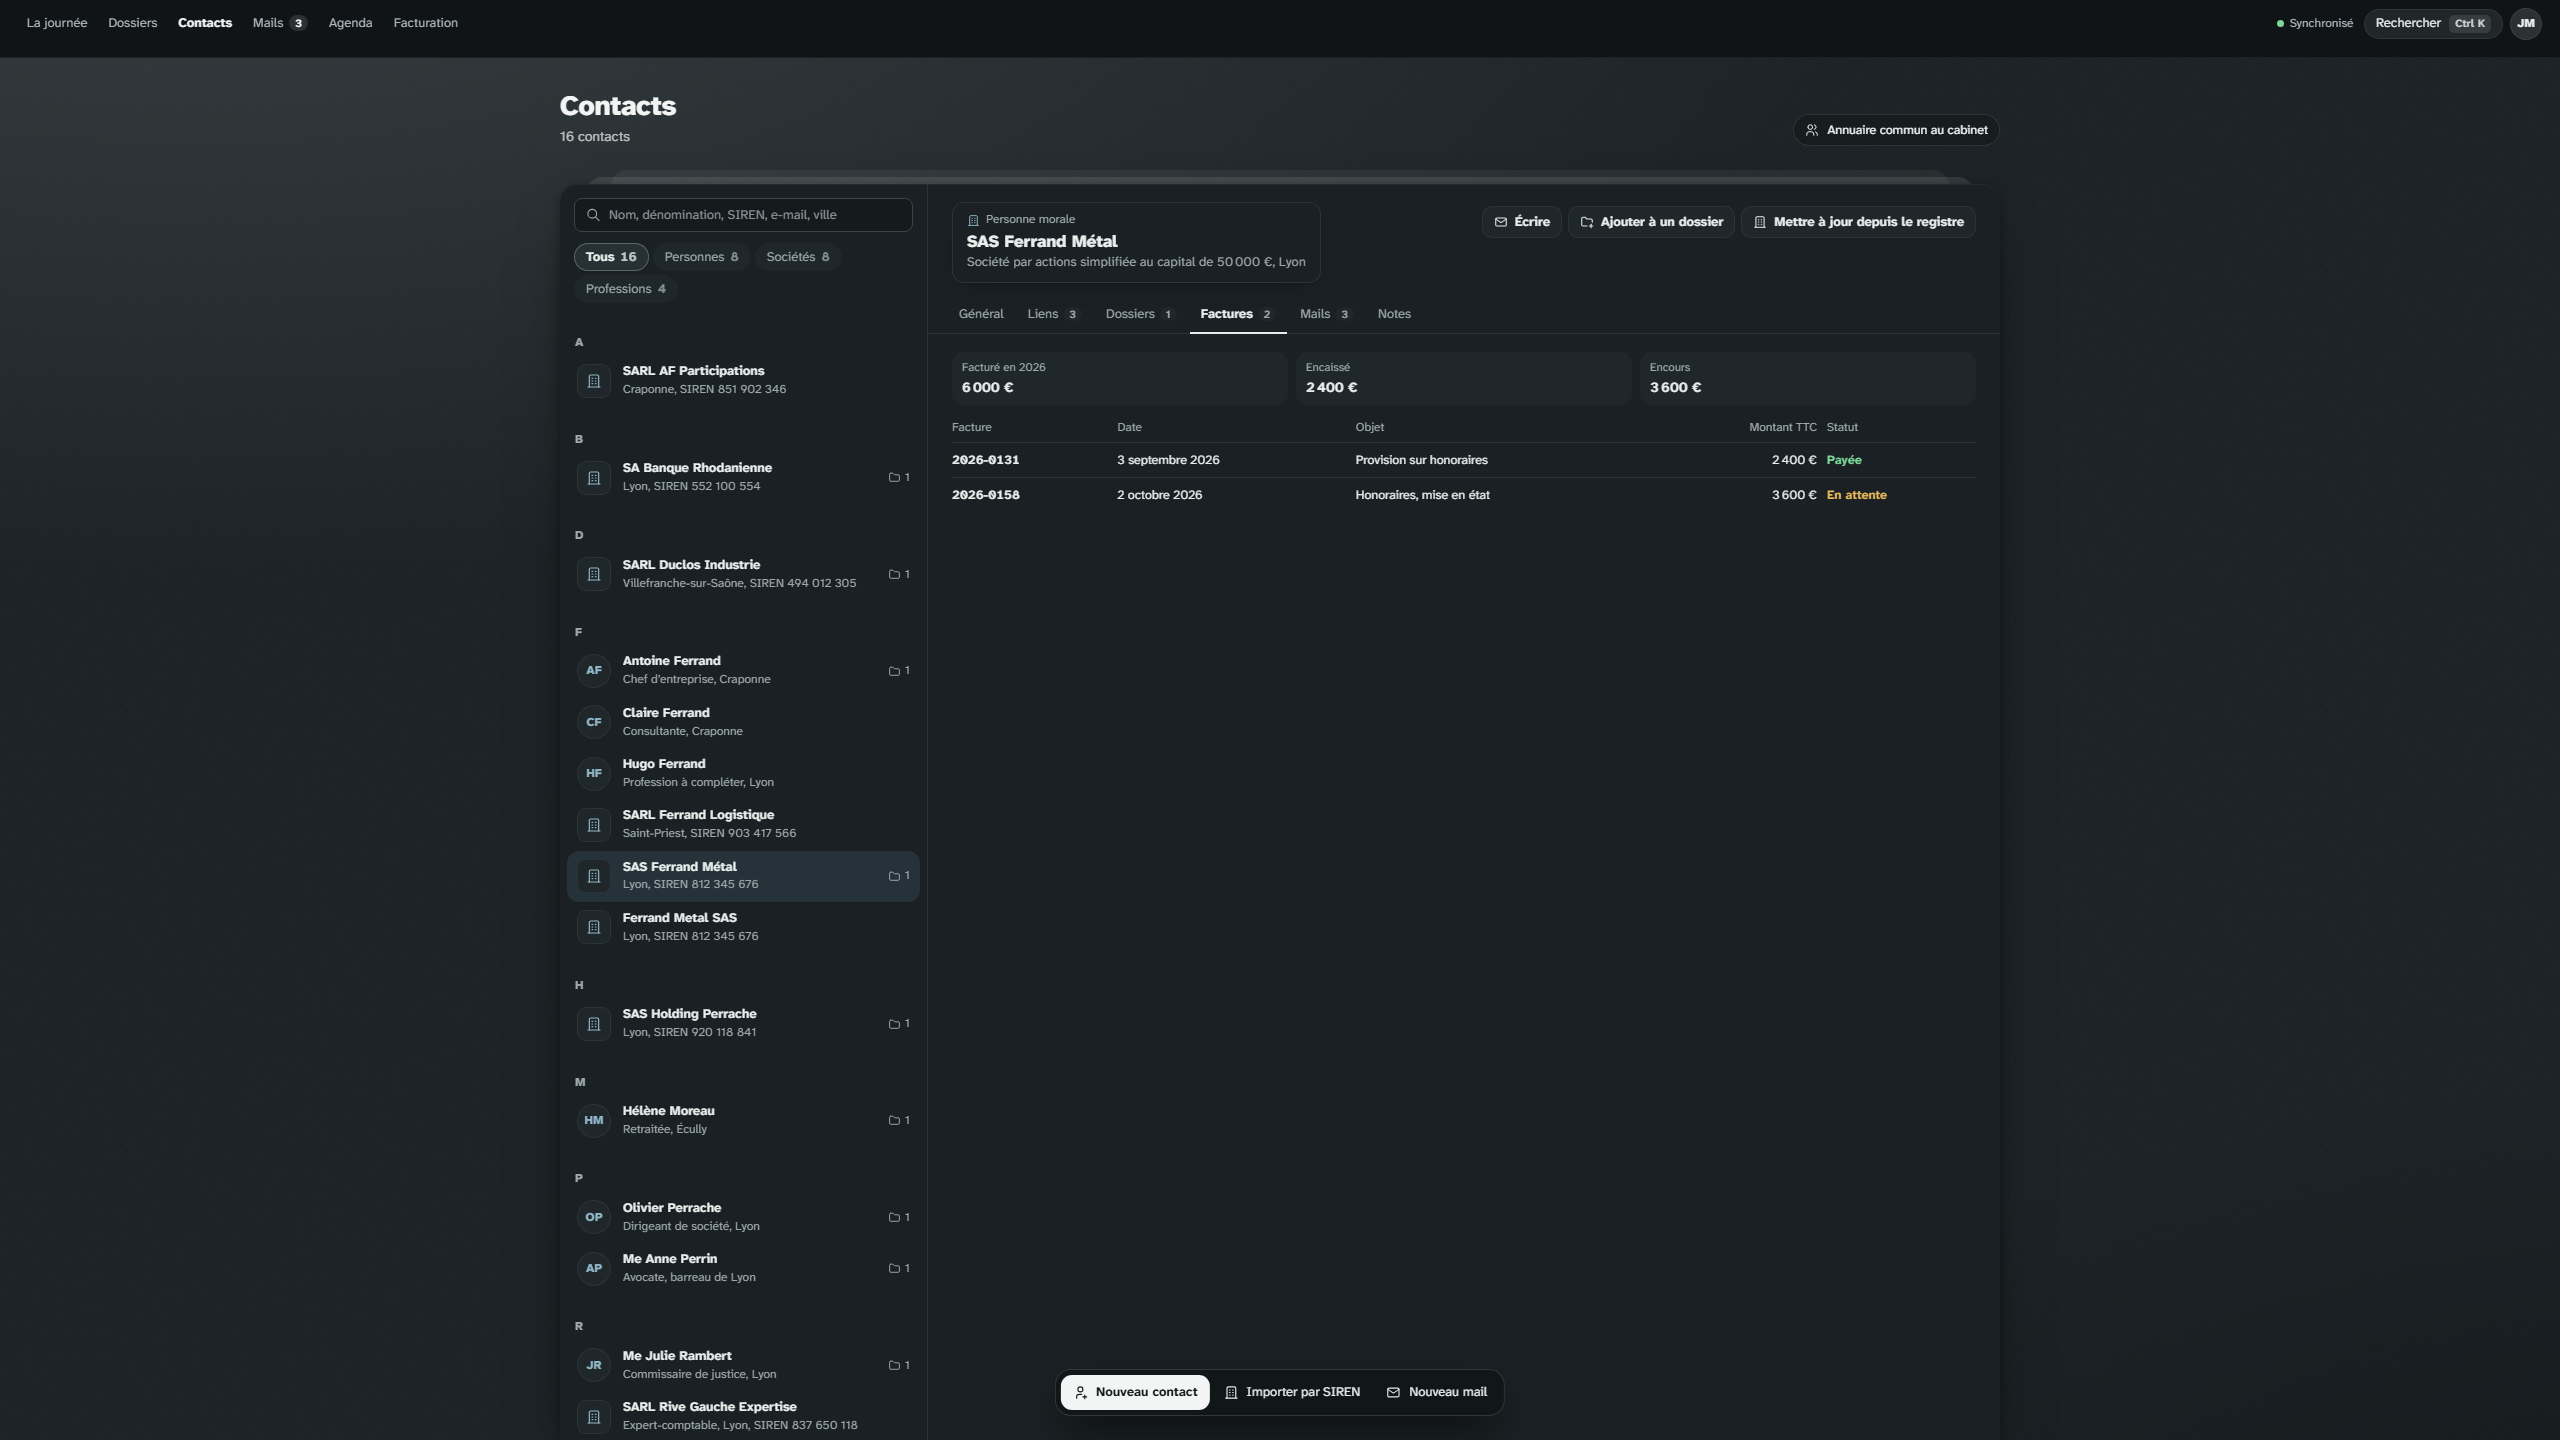 La journée Dossiers Contacts Mails 3 Agenda Facturation Synchronisé Rechercher Ctrl K JM
Contacts
16 contacts
Annuaire commun au cabinet
Nom, dénomination, SIREN, e-mail, ville
Tous 16 Personnes 8 Sociétés 8
Professions 4
A
SARL AF Participations
Craponne, SIREN 851 902 346
B
SA Banque Rhodanienne
Lyon, SIREN 552 100 554
1
D
SARL Duclos Industrie
Villefranche-sur-Saône, SIREN 494 012 305
1
F
AF
Antoine Ferrand
Chef d'entreprise, Craponne
1
CF
Claire Ferrand
Consultante, Craponne
HF
Hugo Ferrand
Profession à compléter, Lyon
SARL Ferrand Logistique
Saint-Priest, SIREN 903 417 566
SAS Ferrand Métal
Lyon, SIREN 812 345 676
1
Ferrand Metal SAS
Lyon, SIREN 812 345 676
H
SAS Holding Perrache
Lyon, SIREN 920 118 841
1
M
HM
Hélène Moreau
Retraitée, Écully
1
P
OP
Olivier Perrache
Dirigeant de société, Lyon
1
AP
Me Anne Perrin
Avocate, barreau de Lyon
1
R
JR
Me Julie Rambert
Commissaire de justice, Lyon
1
SARL Rive Gauche Expertise
Expert-comptable, Lyon, SIREN 837 650 118
Personne morale
SAS Ferrand Métal
Société par actions simplifiée au capital de 50 000 €, Lyon
Écrire Ajouter à un dossier Mettre à jour depuis le registre
Général Liens 3 Dossiers 1 Factures 2 Mails 3 Notes
Facturé en 2026
6 000 €
Encaissé
2 400 €
Encours
3 600 €
Facture Date Objet Montant TTC Statut
2026-0131 3 septembre 2026 Provision sur honoraires 2 400 € Payée
2026-0158 2 octobre 2026 Honoraires, mise en état 3 600 € En attente
Nouveau contact Importer par SIREN Nouveau mail